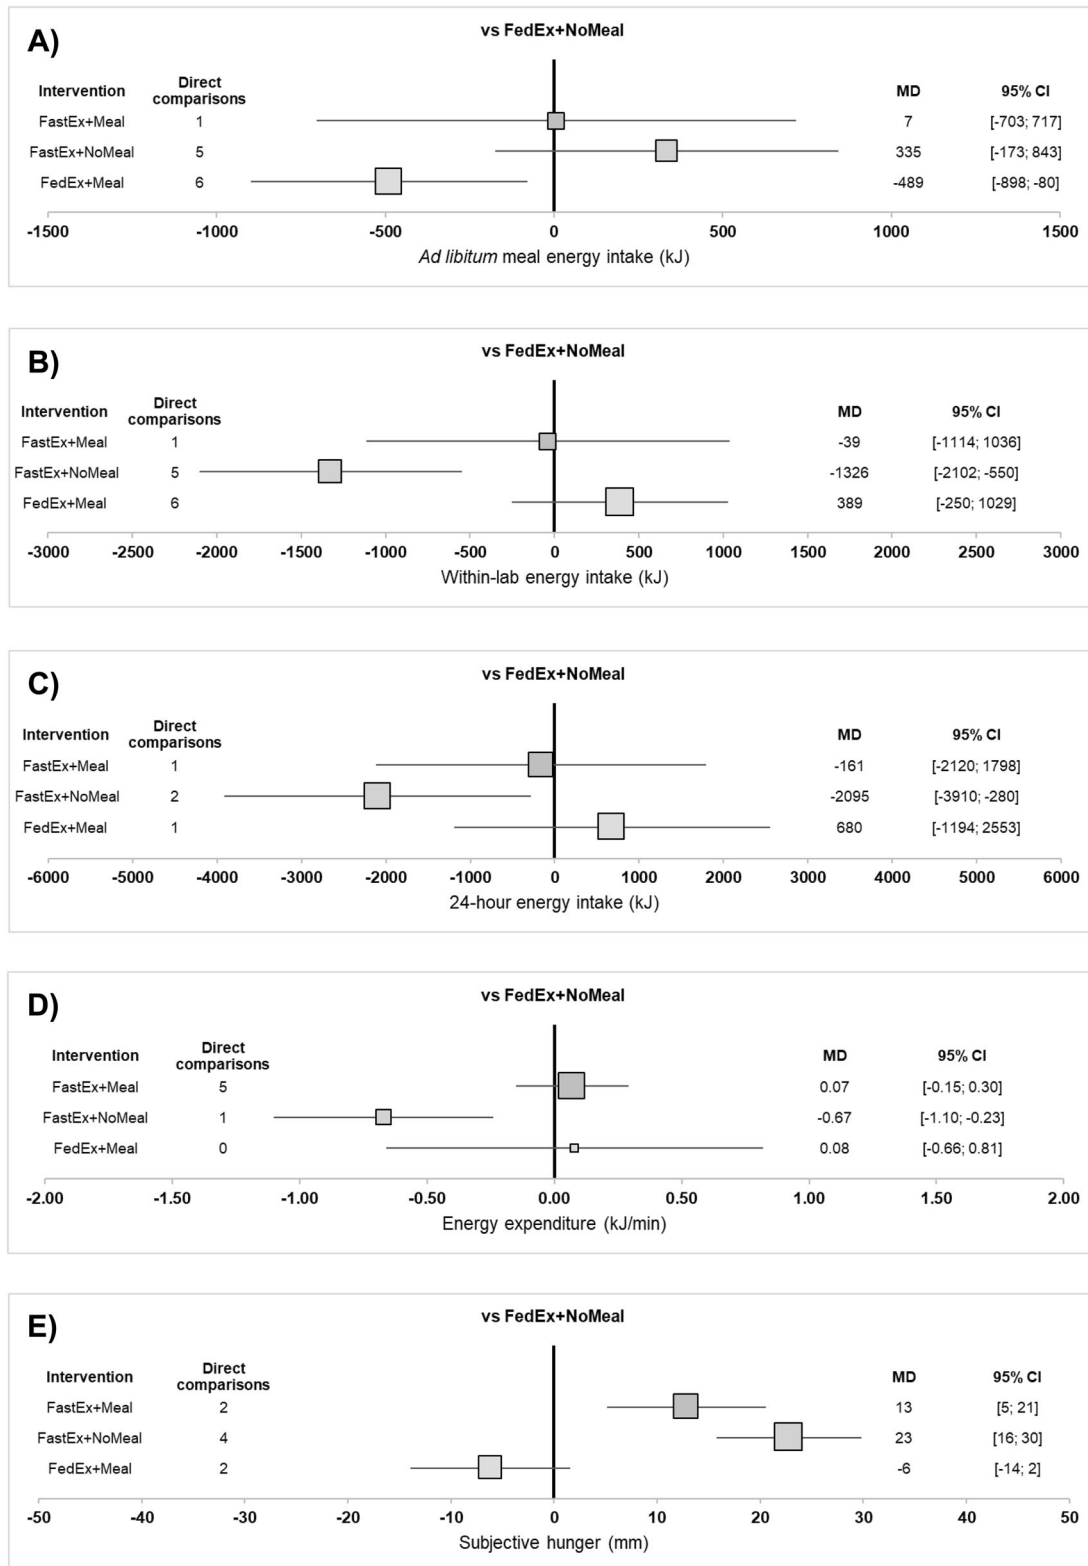 A)
vs FedEx+NoMeal
Intervention Direct comparisons MD 95% CI
FastEx+Meal 1 7 [-703; 717]
FastEx+NoMeal 5 335 [-173; 843]
FedEx+Meal 6 -489 [-898; -80]
-1500 -1000 -500 0 500 1000 1500
Ad libitum meal energy intake (kJ)
B)
vs FedEx+NoMeal
Intervention Direct comparisons MD 95% CI
FastEx+Meal 1 -39 [-1114; 1036]
FastEx+NoMeal 5 -1326 [-2102; -550]
FedEx+Meal 6 389 [-250; 1029]
-3000 -2500 -2000 -1500 -1000 -500 0 500 1000 1500 2000 2500 3000
Within-lab energy intake (kJ)
C)
vs FedEx+NoMeal
Intervention Direct comparisons MD 95% CI
FastEx+Meal 1 -161 [-2120; 1798]
FastEx+NoMeal 2 -2095 [-3910; -280]
FedEx+Meal 1 680 [-1194; 2553]
-6000 -5000 -4000 -3000 -2000 -1000 0 1000 2000 3000 4000 5000 6000
24-hour energy intake (kJ)
D)
vs FedEx+NoMeal
Intervention Direct comparisons MD 95% CI
FastEx+Meal 5 0.07 [-0.15; 0.30]
FastEx+NoMeal 1 -0.67 [-1.10; -0.23]
FedEx+Meal 0 0.08 [-0.66; 0.81]
-2.00 -1.50 -1.00 -0.50 0.00 0.50 1.00 1.50 2.00
Energy expenditure (kJ/min)
E)
vs FedEx+NoMeal
Intervention Direct comparisons MD 95% CI
FastEx+Meal 2 13 [5; 21]
FastEx+NoMeal 4 23 [16; 30]
FedEx+Meal 2 -6 [-14; 2]
-50 -40 -30 -20 -10 0 10 20 30 40 50
Subjective hunger (mm)